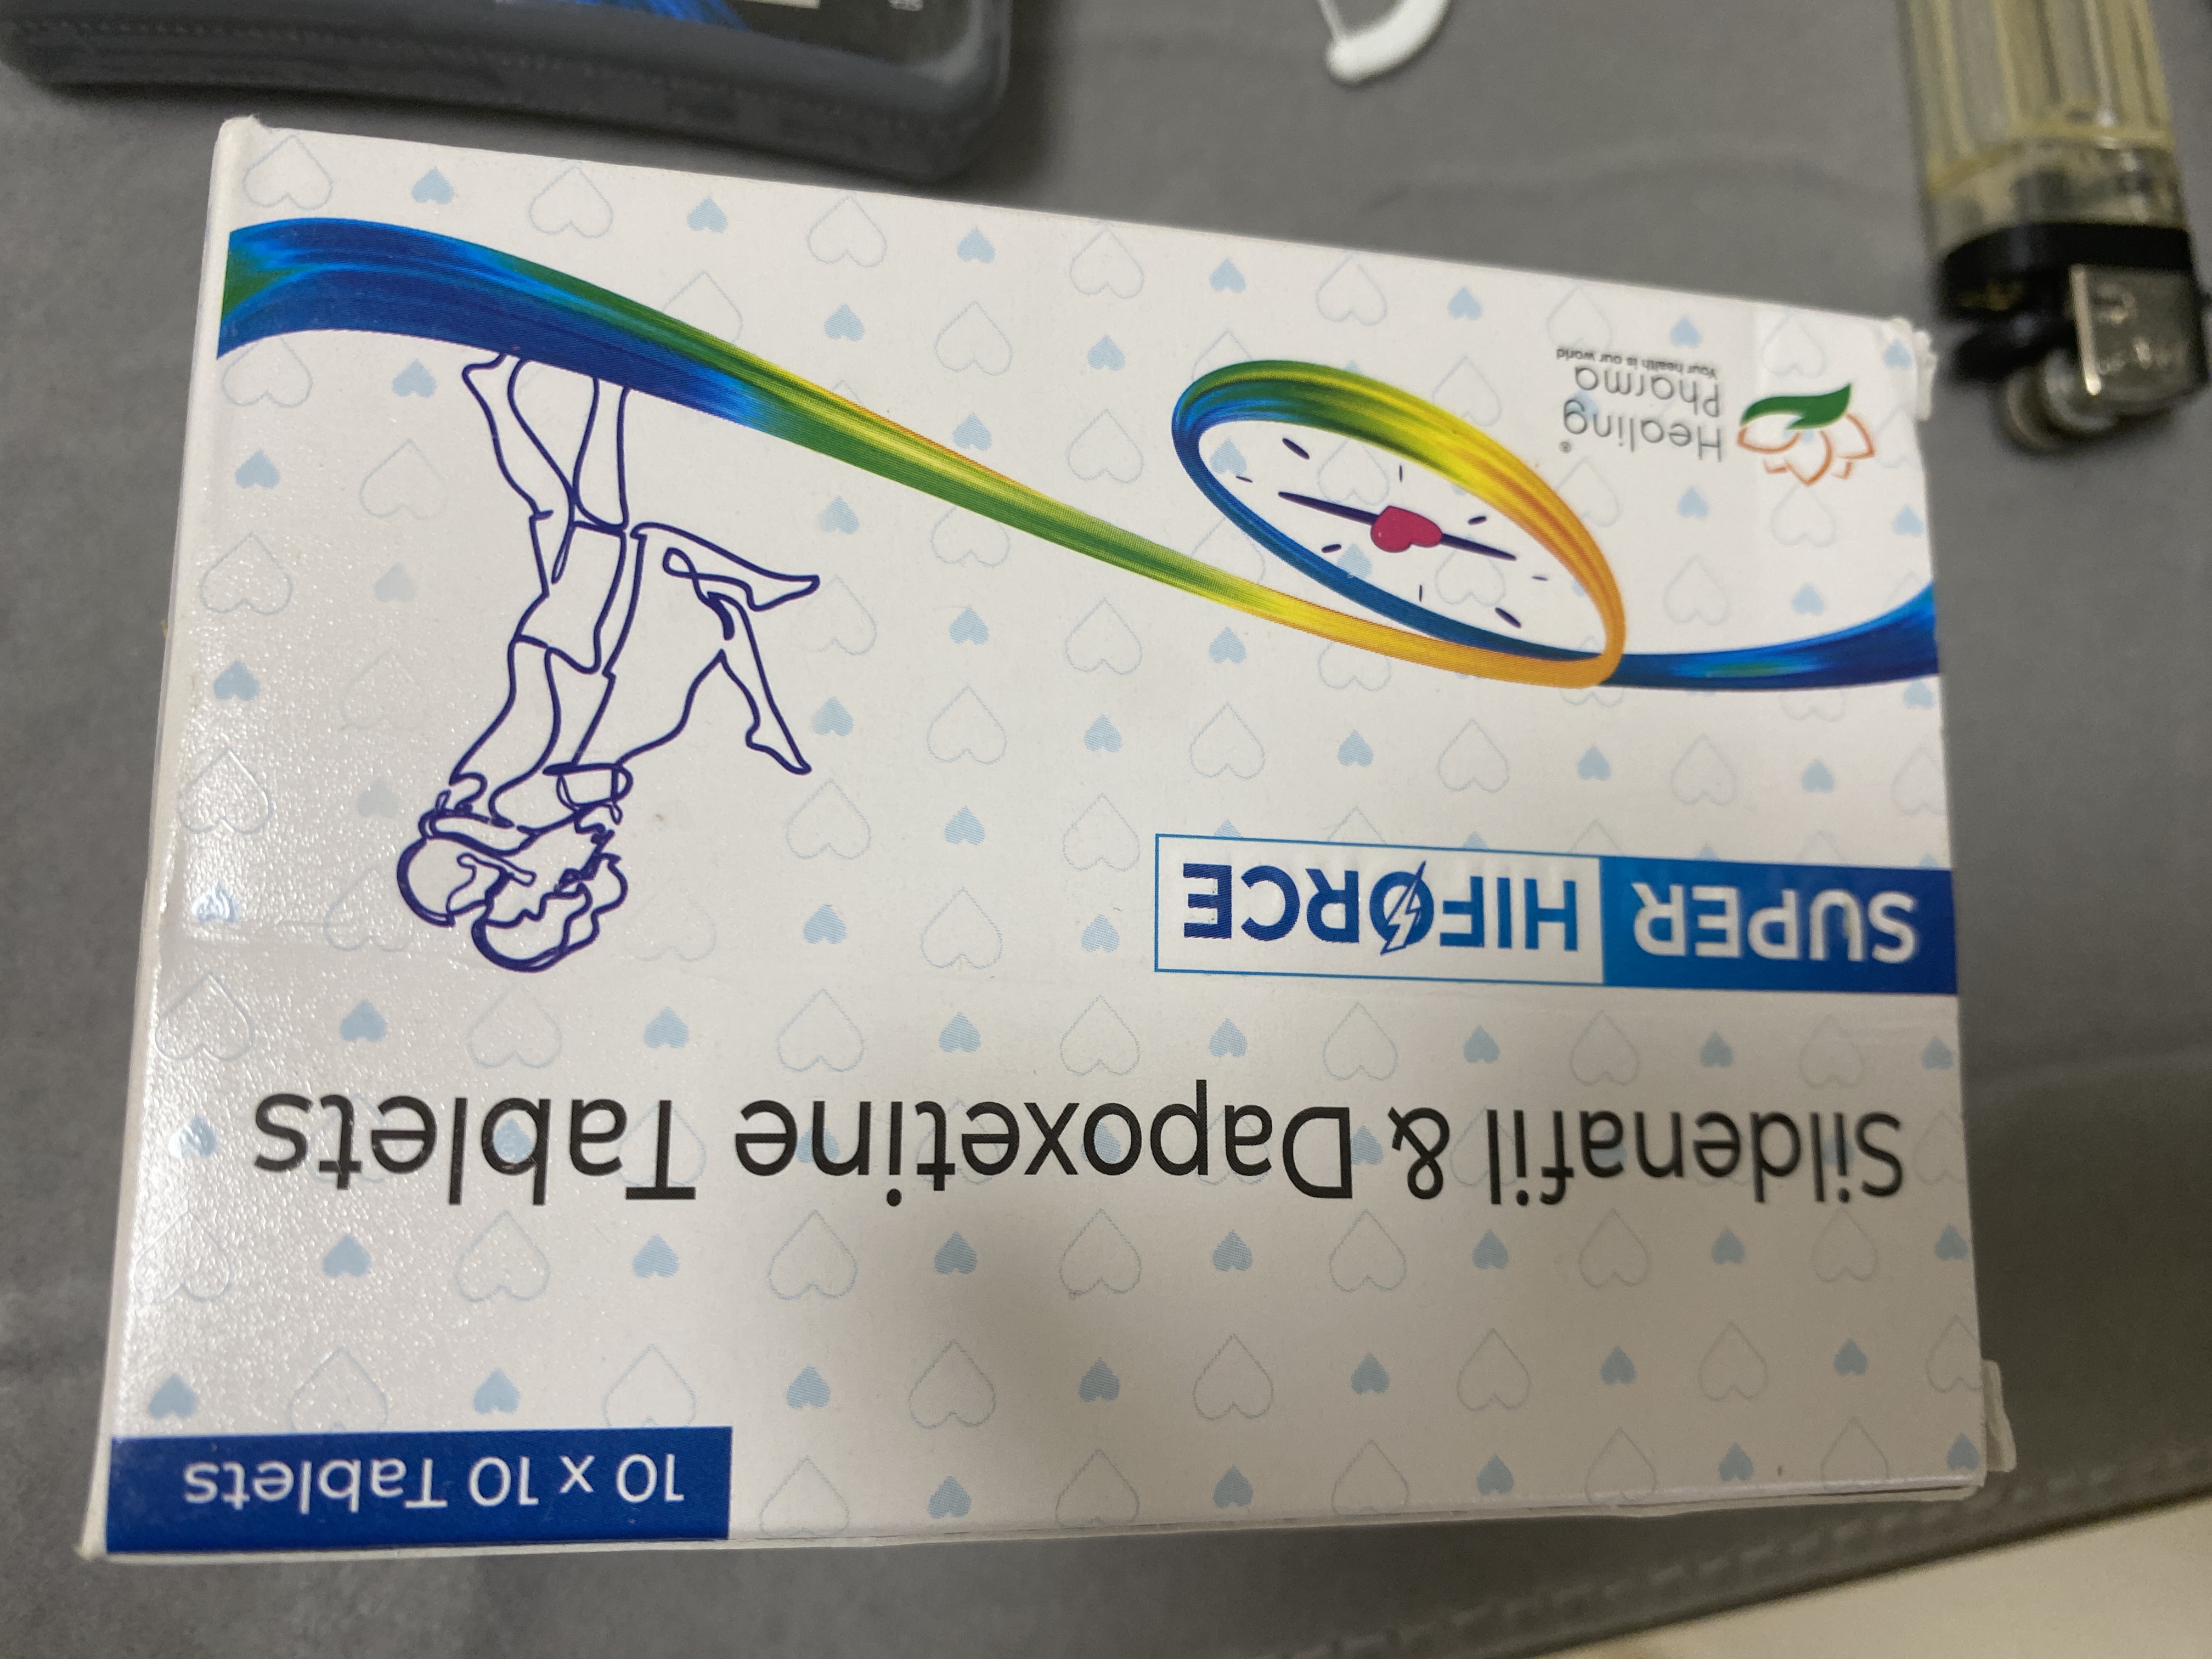 Healing
Pharma
Your health is our world
SUPER HIFORCE
Sildenafil & Dapoxetine Tablets
10 x 10 Tablets